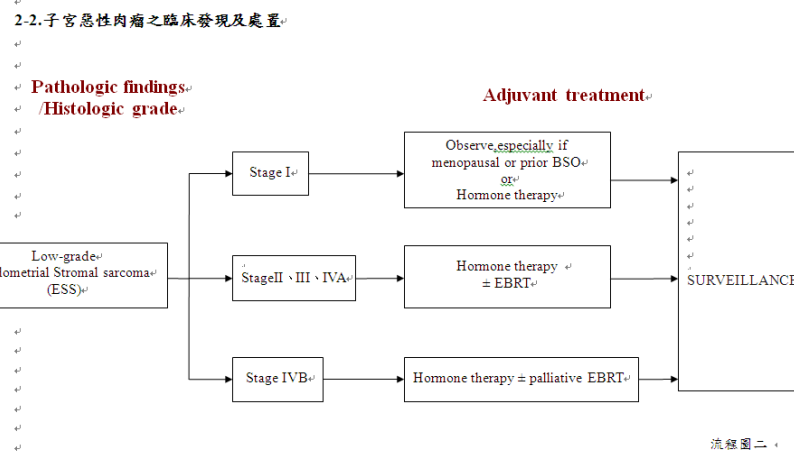 2-2.子宮惡性肉瘤之臨床發現及處置
Pathologic findings
/Histologic grade
Adjuvant treatment
Stage I
Observe,especially if
menopausal or prior BSO
or
Hormone therapy
Low-grade
lometrial Stromal sarcoma
(ESS)
StageII、III、IVA
Hormone therapy
± EBRT
SURVEILLANCE
Stage IVB
Hormone therapy ± palliative EBRT
流程圖二